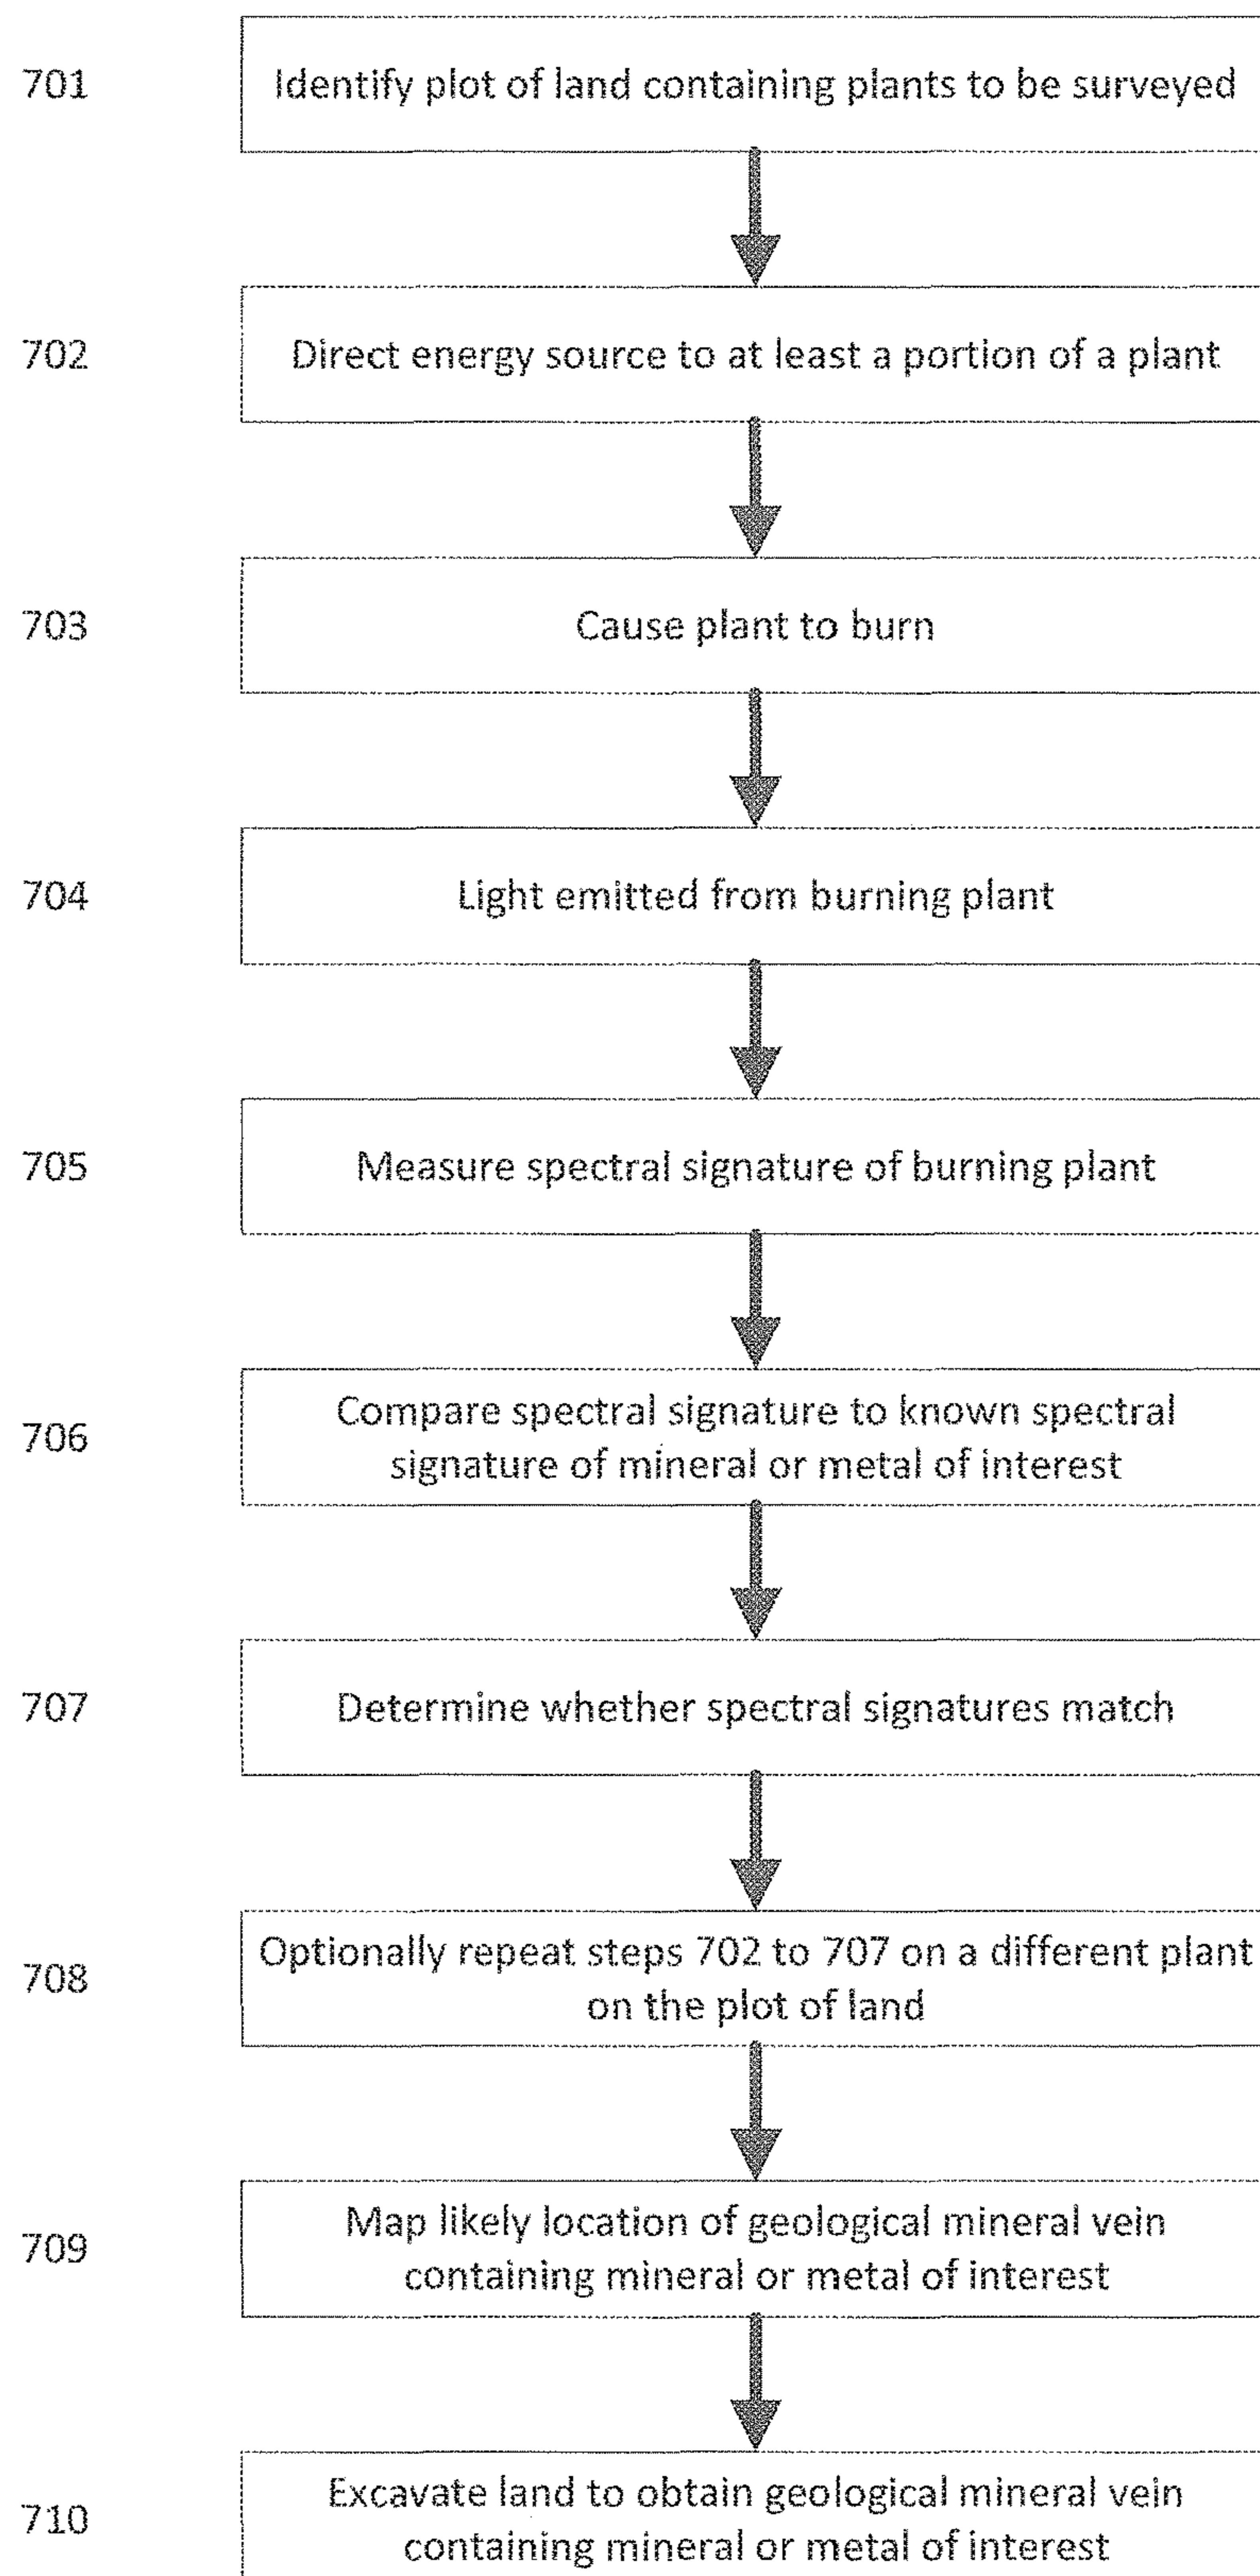 701
Identify plot of land containing plants to be surveyed
702
Direct energy source to at least a portion of a plant
703
Cause plant to burn
704
Light emitted from burning plant
705
Measure spectral signature of burning plant
706
Compare spectral signature to known spectral
signature of mineral or metal of interest
707
Determine whether spectral signatures match
708
Optionally repeat steps 702 to 707 on a different plant
on the plot of land
709
Map likely location of geological mineral vein
containing mineral or metal of interest
710
Excavate land to obtain geological mineral vein
containing mineral or metal of interest